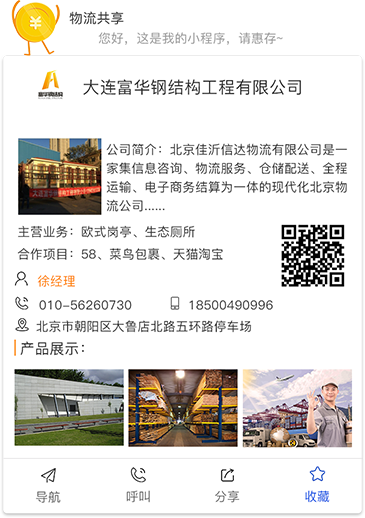 物流共享
您好，这是我的小程序，请惠存~
富华钢结构
大连富华钢结构工程有限公司
公司简介：北京佳沂信达物流有限公司是一
家集信息咨询、物流服务、仓储配送、全程
运输、电子商务结算为一体的现代化北京物
流公司......
主营业务：欧式岗亭、生态厕所
合作项目：58、菜鸟包裹、天猫淘宝
徐经理
010-56260730
18500490996
北京市朝阳区大鲁店北路五环路停车场
产品展示：
导航
呼叫
分享
收藏